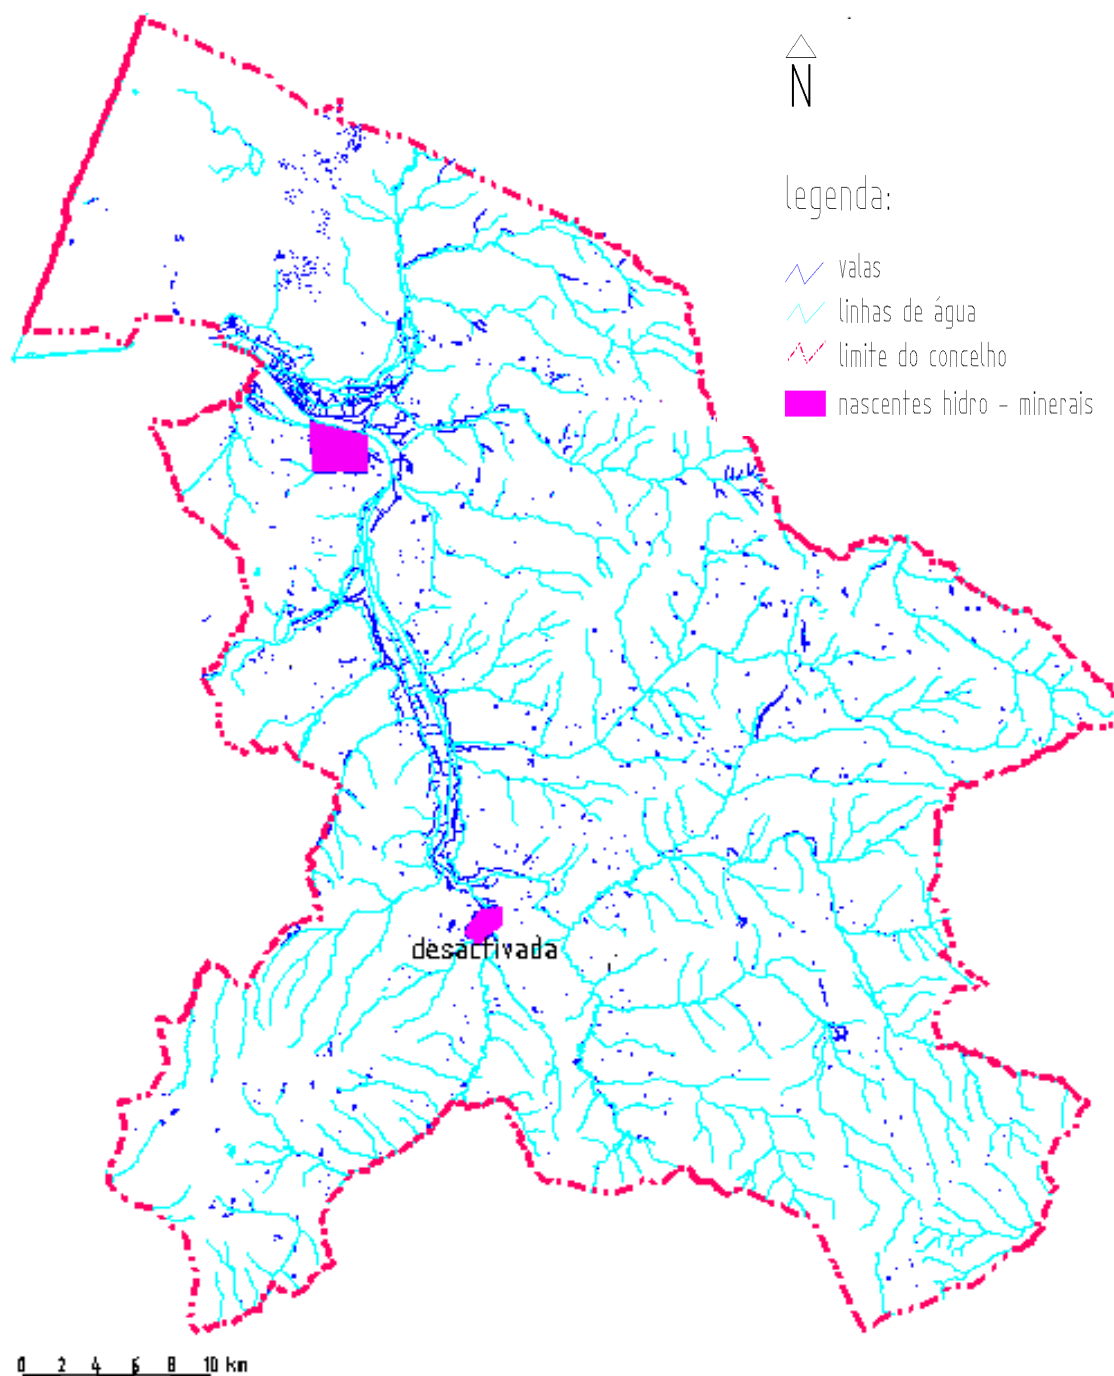 N
legenda:
valas
linhas de água
limite do concelho
nascentes hidro - minerais
desactivada
0 2 4 6 8 10 km